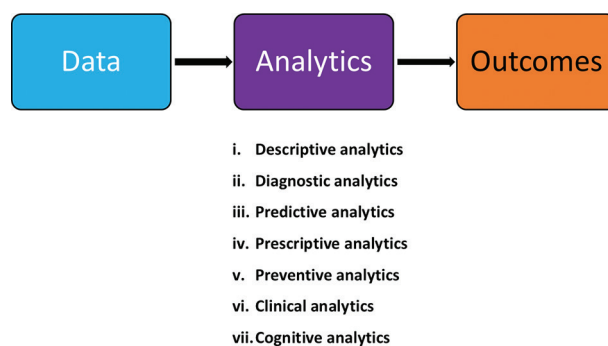 Data
Analytics
Outcomes
i. Descriptive analytics
ii. Diagnostic analytics
iii. Predictive analytics
iv. Prescriptive analytics
v. Preventive analytics
vi. Clinical analytics
vii. Cognitive analytics